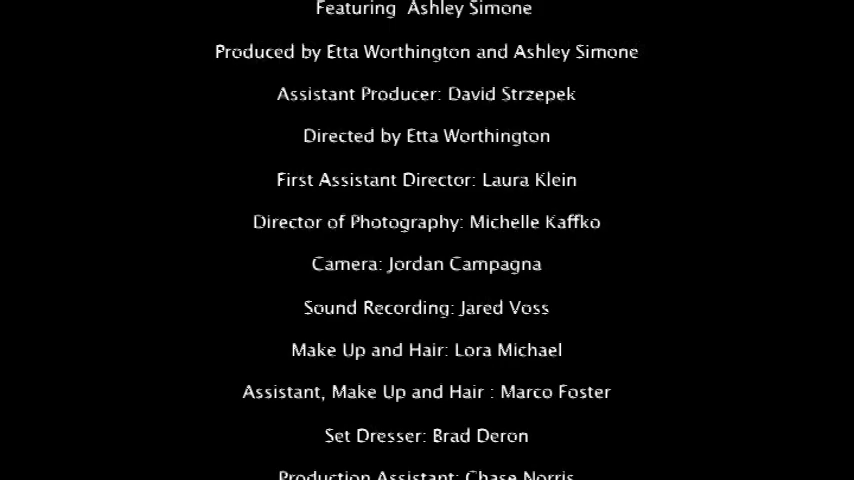 Featuring  Ashley Simone
Produced by Etta Worthington and Ashley Simone
Assistant Producer: David Strzepek
Directed by Etta Worthington
First Assistant Director: Laura Klein
Director of Photography: Michelle Kaffko
Camera: Jordan Campagna
Sound Recording: Jared Voss
Make Up and Hair: Lora Michael
Assistant, Make Up and Hair : Marco Foster
Set Dresser: Brad Deron
Production Assistant: Chase Norris